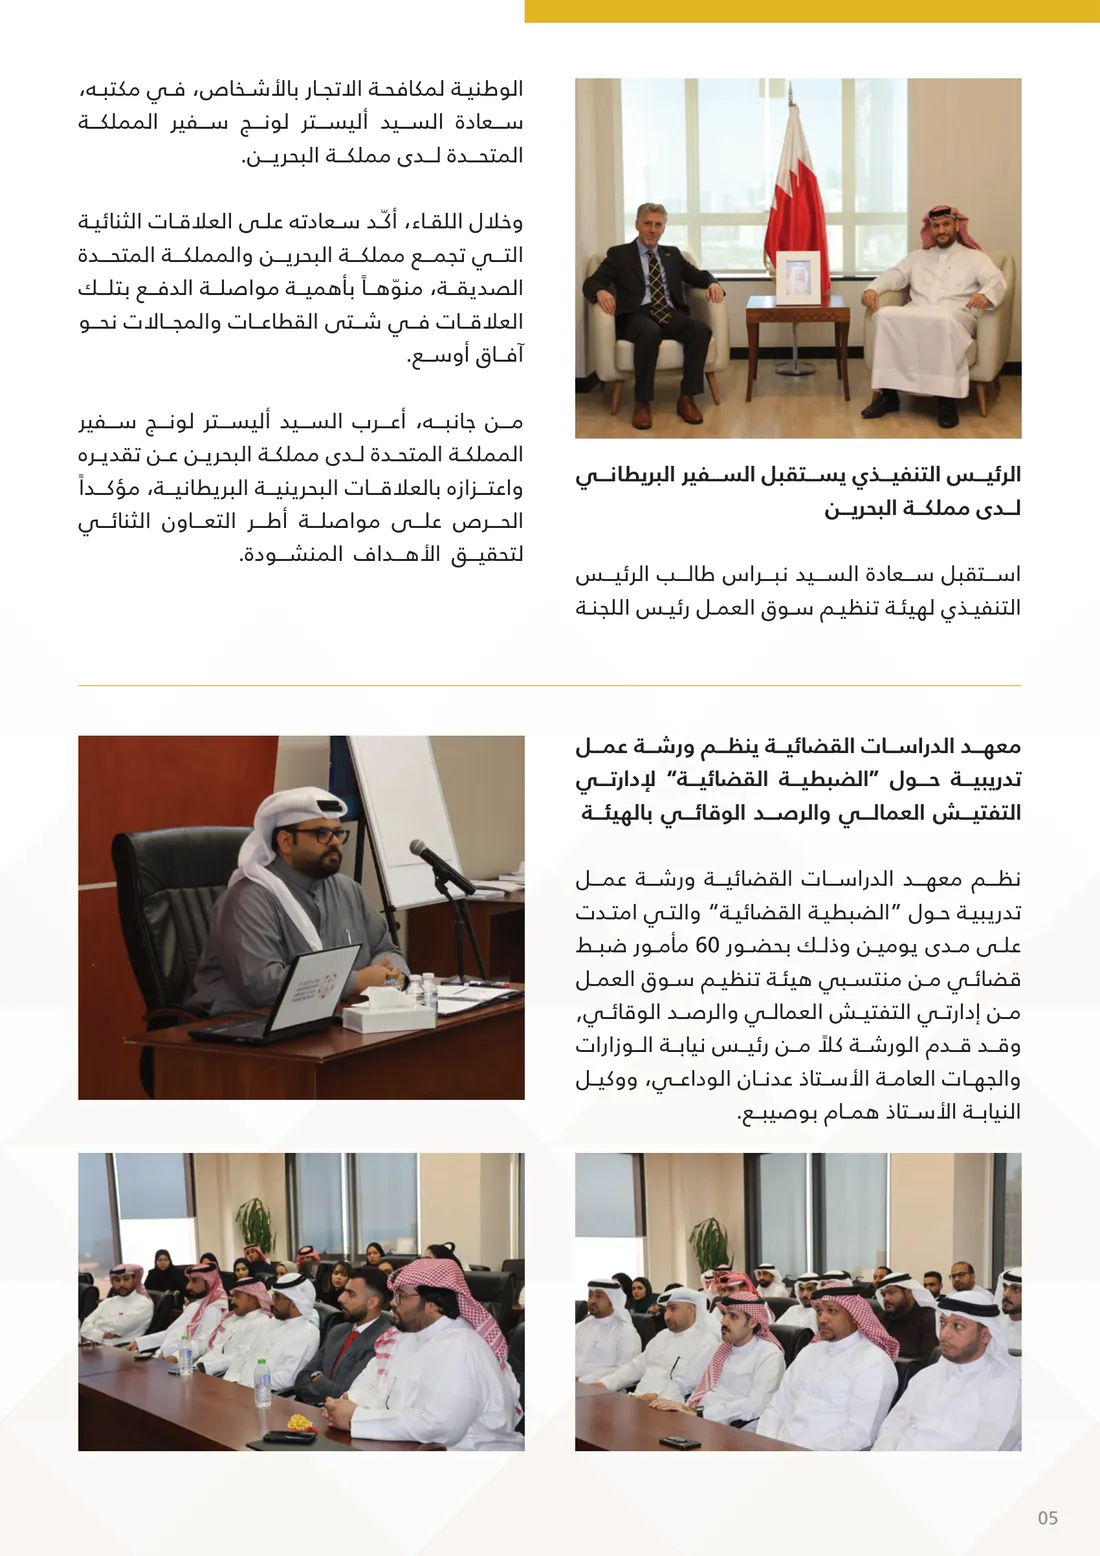 الرئيس التنفيذي يستقبل السفير البريطاني
لدى مملكة البحرين
استقبل سعادة السيد نبراس طالب الرئيس
التنفيذي لهيئة تنظيم سوق العمل رئيس اللجنة
الوطنية لمكافحة الاتجار بالأشخاص، في مكتبه،
سعادة السيد أليستر لونج سفير المملكة
المتحدة لدى مملكة البحرين.
وخلال اللقاء، أكّد سعادته على العلاقات الثنائية
التي تجمع مملكة البحرين والمملكة المتحدة
الصديقة، منوّهاً بأهمية مواصلة الدفع بتلك
العلاقات في شتى القطاعات والمجالات نحو
آفاق أوسع.
من جانبه، أعرب السيد أليستر لونج سفير
المملكة المتحدة لدى مملكة البحرين عن تقديره
واعتزازه بالعلاقات البحرينية البريطانية، مؤكداً
الحرص على مواصلة أطر التعاون الثنائي
لتحقيق الأهداف المنشودة.
معهد الدراسات القضائية ينظم ورشة عمل
تدريبية حول ”الضبطية القضائية“ لإدارتي
التفتيش العمالي والرصد الوقائي بالهيئة
نظم معهد الدراسات القضائية ورشة عمل
تدريبية حول ”الضبطية القضائية“ والتي امتدت
على مدى يومين وذلك بحضور 60 مأمور ضبط
قضائي من منتسبي هيئة تنظيم سوق العمل
من إدارتي التفتيش العمالي والرصد الوقائي,
وقد قدم الورشة كلاً من رئيس نيابة الوزارات
والجهات العامة الأستاذ عدنان الوداعي، ووكيل
النيابة الأستاذ همام بوصيبع.
05